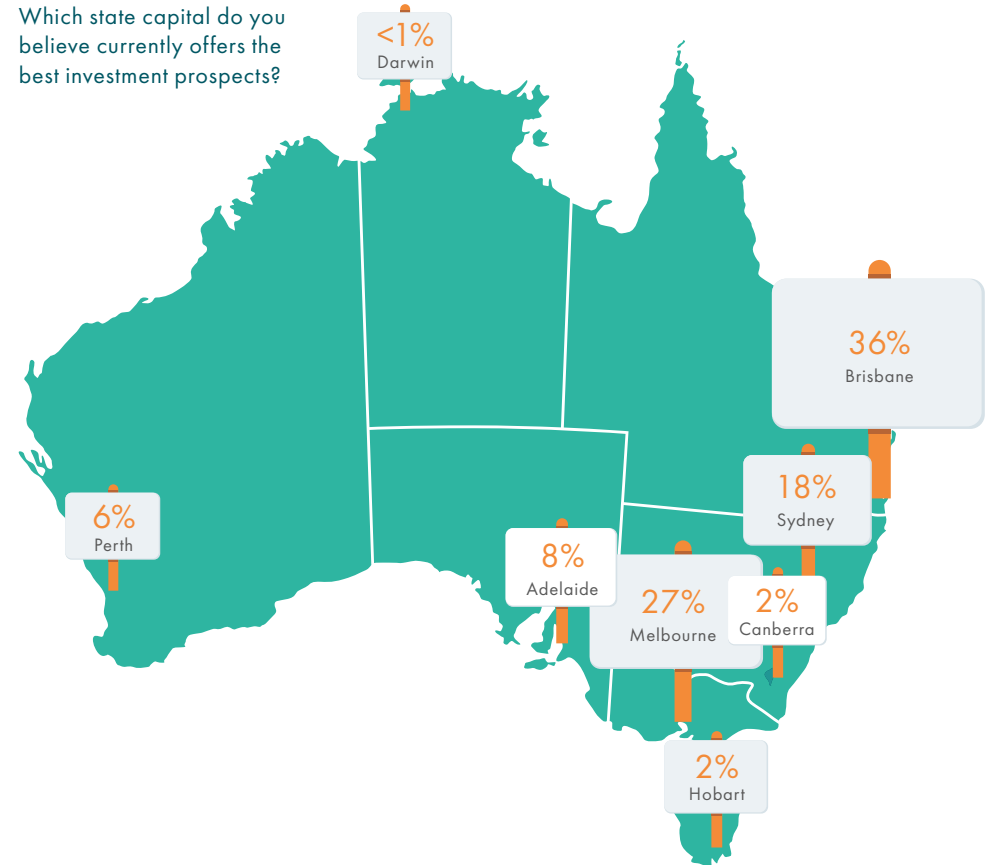 Which state capital do you
believe currently offers the
best investment prospects?
<1%
Darwin
36%
Brisbane
18%
Sydney
6%
Perth
8%
Adelaide
27%
Melbourne
2%
Canberra
2%
Hobart